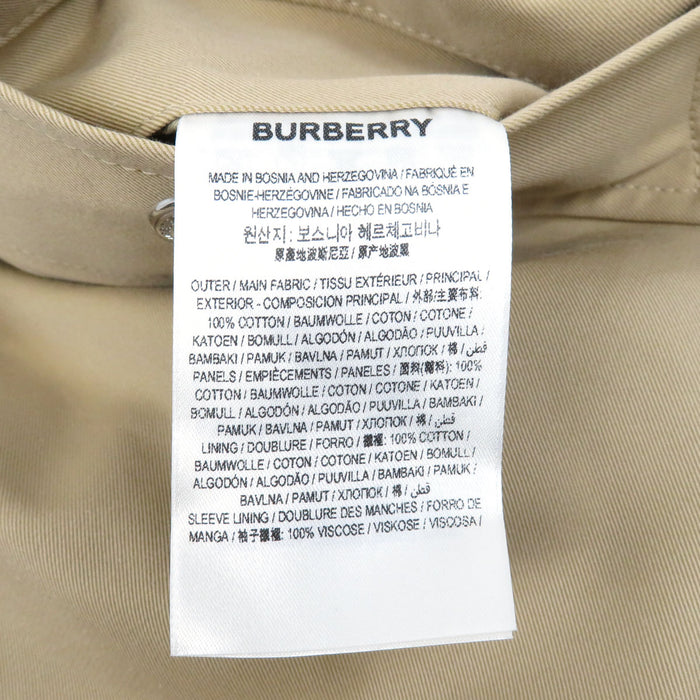 BURBERRY
MADE IN BOSNIA AND HERZEGOVINA / FABRIQUÉ EN
BOSNIE-HERZÉGOVINE / FABRICADO NA BÓSNIA E
HERZEGOVINA / HECHO EN BOSNIA
원산지: 보스니아 헤르체고비나
原產地波斯尼亞 / 原产地波黑
OUTER / MAIN FABRIC / TISSU EXTÉRIEUR / PRINCIPAL /
EXTERIOR - COMPOSICIÓN PRINCIPAL / 外部/主要布料:
100% COTTON / BAUMWOLLE / COTON / COTONE /
KATOEN / BOMULL / ALGODÓN / ALGODÃO / PUUVILLA /
BAMBAKI / PAMUK / BAVLNA / PAMUT / ХЛОПОК / 棉 / قطن /
PANELS / EMPIÈCEMENTS / PANELES / 面料(輔料): 100%
COTTON / BAUMWOLLE / COTON / COTONE / KATOEN /
BOMULL / ALGODÓN / ALGODÃO / PUUVILLA / BAMBAKI /
PAMUK / BAVLNA / PAMUT / ХЛОПОК / 棉 / قطن /
LINING / DOUBLURE / FORRO / 襯裡: 100% COTTON /
BAUMWOLLE / COTON / COTONE / KATOEN / BOMULL /
ALGODÓN / ALGODÃO / PUUVILLA / BAMBAKI / PAMUK /
BAVLNA / PAMUT / ХЛОПОК / 棉 / قطن /
SLEEVE LINING / DOUBLURE DES MANCHES / FORRO DE
MANGA / 袖子襯裡: 100% VISCOSE / VISKOSE / VISCOSA /